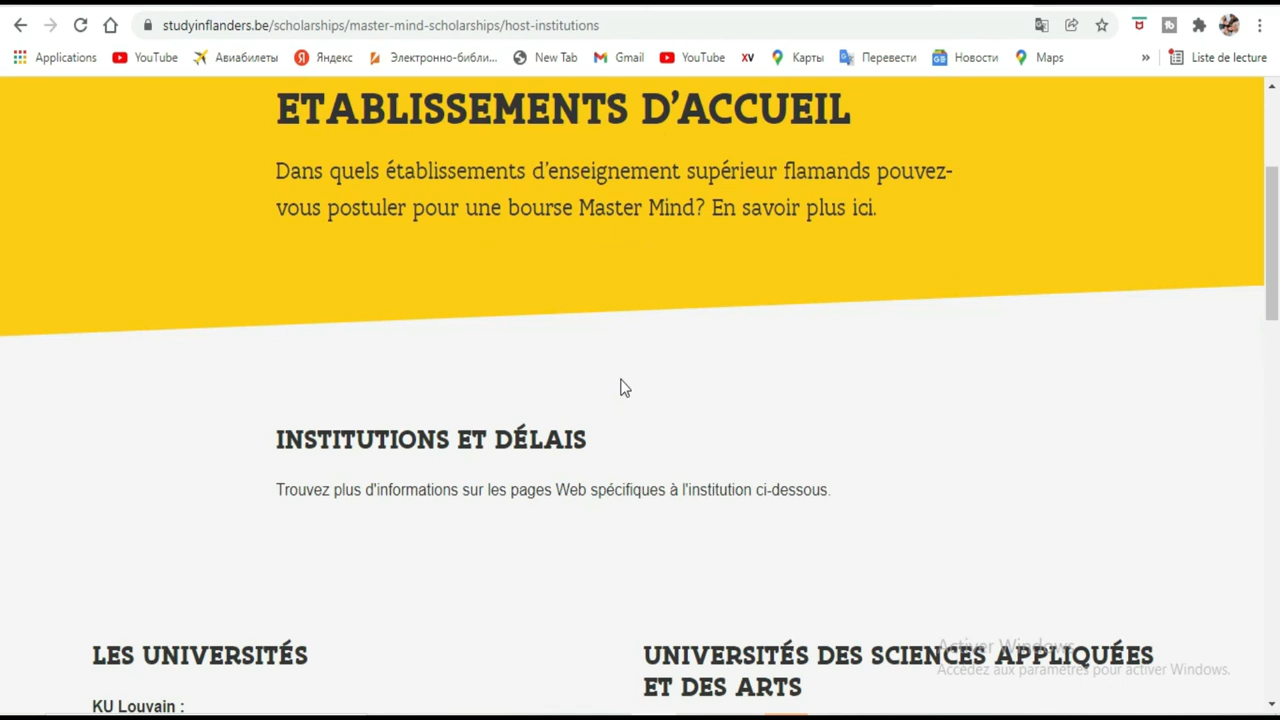 studyinflanders.be/scholarships/master-mind-scholarships/host-institutions
Applications YouTube Авиабилеты Яндекс Электронно-библи... New Tab Gmail YouTube XV Карты Перевести Новости Maps » Liste de lecture
ETABLISSEMENTS D'ACCUEIL
Dans quels établissements d'enseignement supérieur flamands pouvez-
vous postuler pour une bourse Master Mind? En savoir plus ici.
INSTITUTIONS ET DÉLAIS
Trouvez plus d'informations sur les pages Web spécifiques à l'institution ci-dessous.
LES UNIVERSITÉS
KU Louvain :
UNIVERSITÉS DES SCIENCES APPLIQUÉES
ET DES ARTS
Activer Windows
Accédez aux paramètres pour activer Windows.